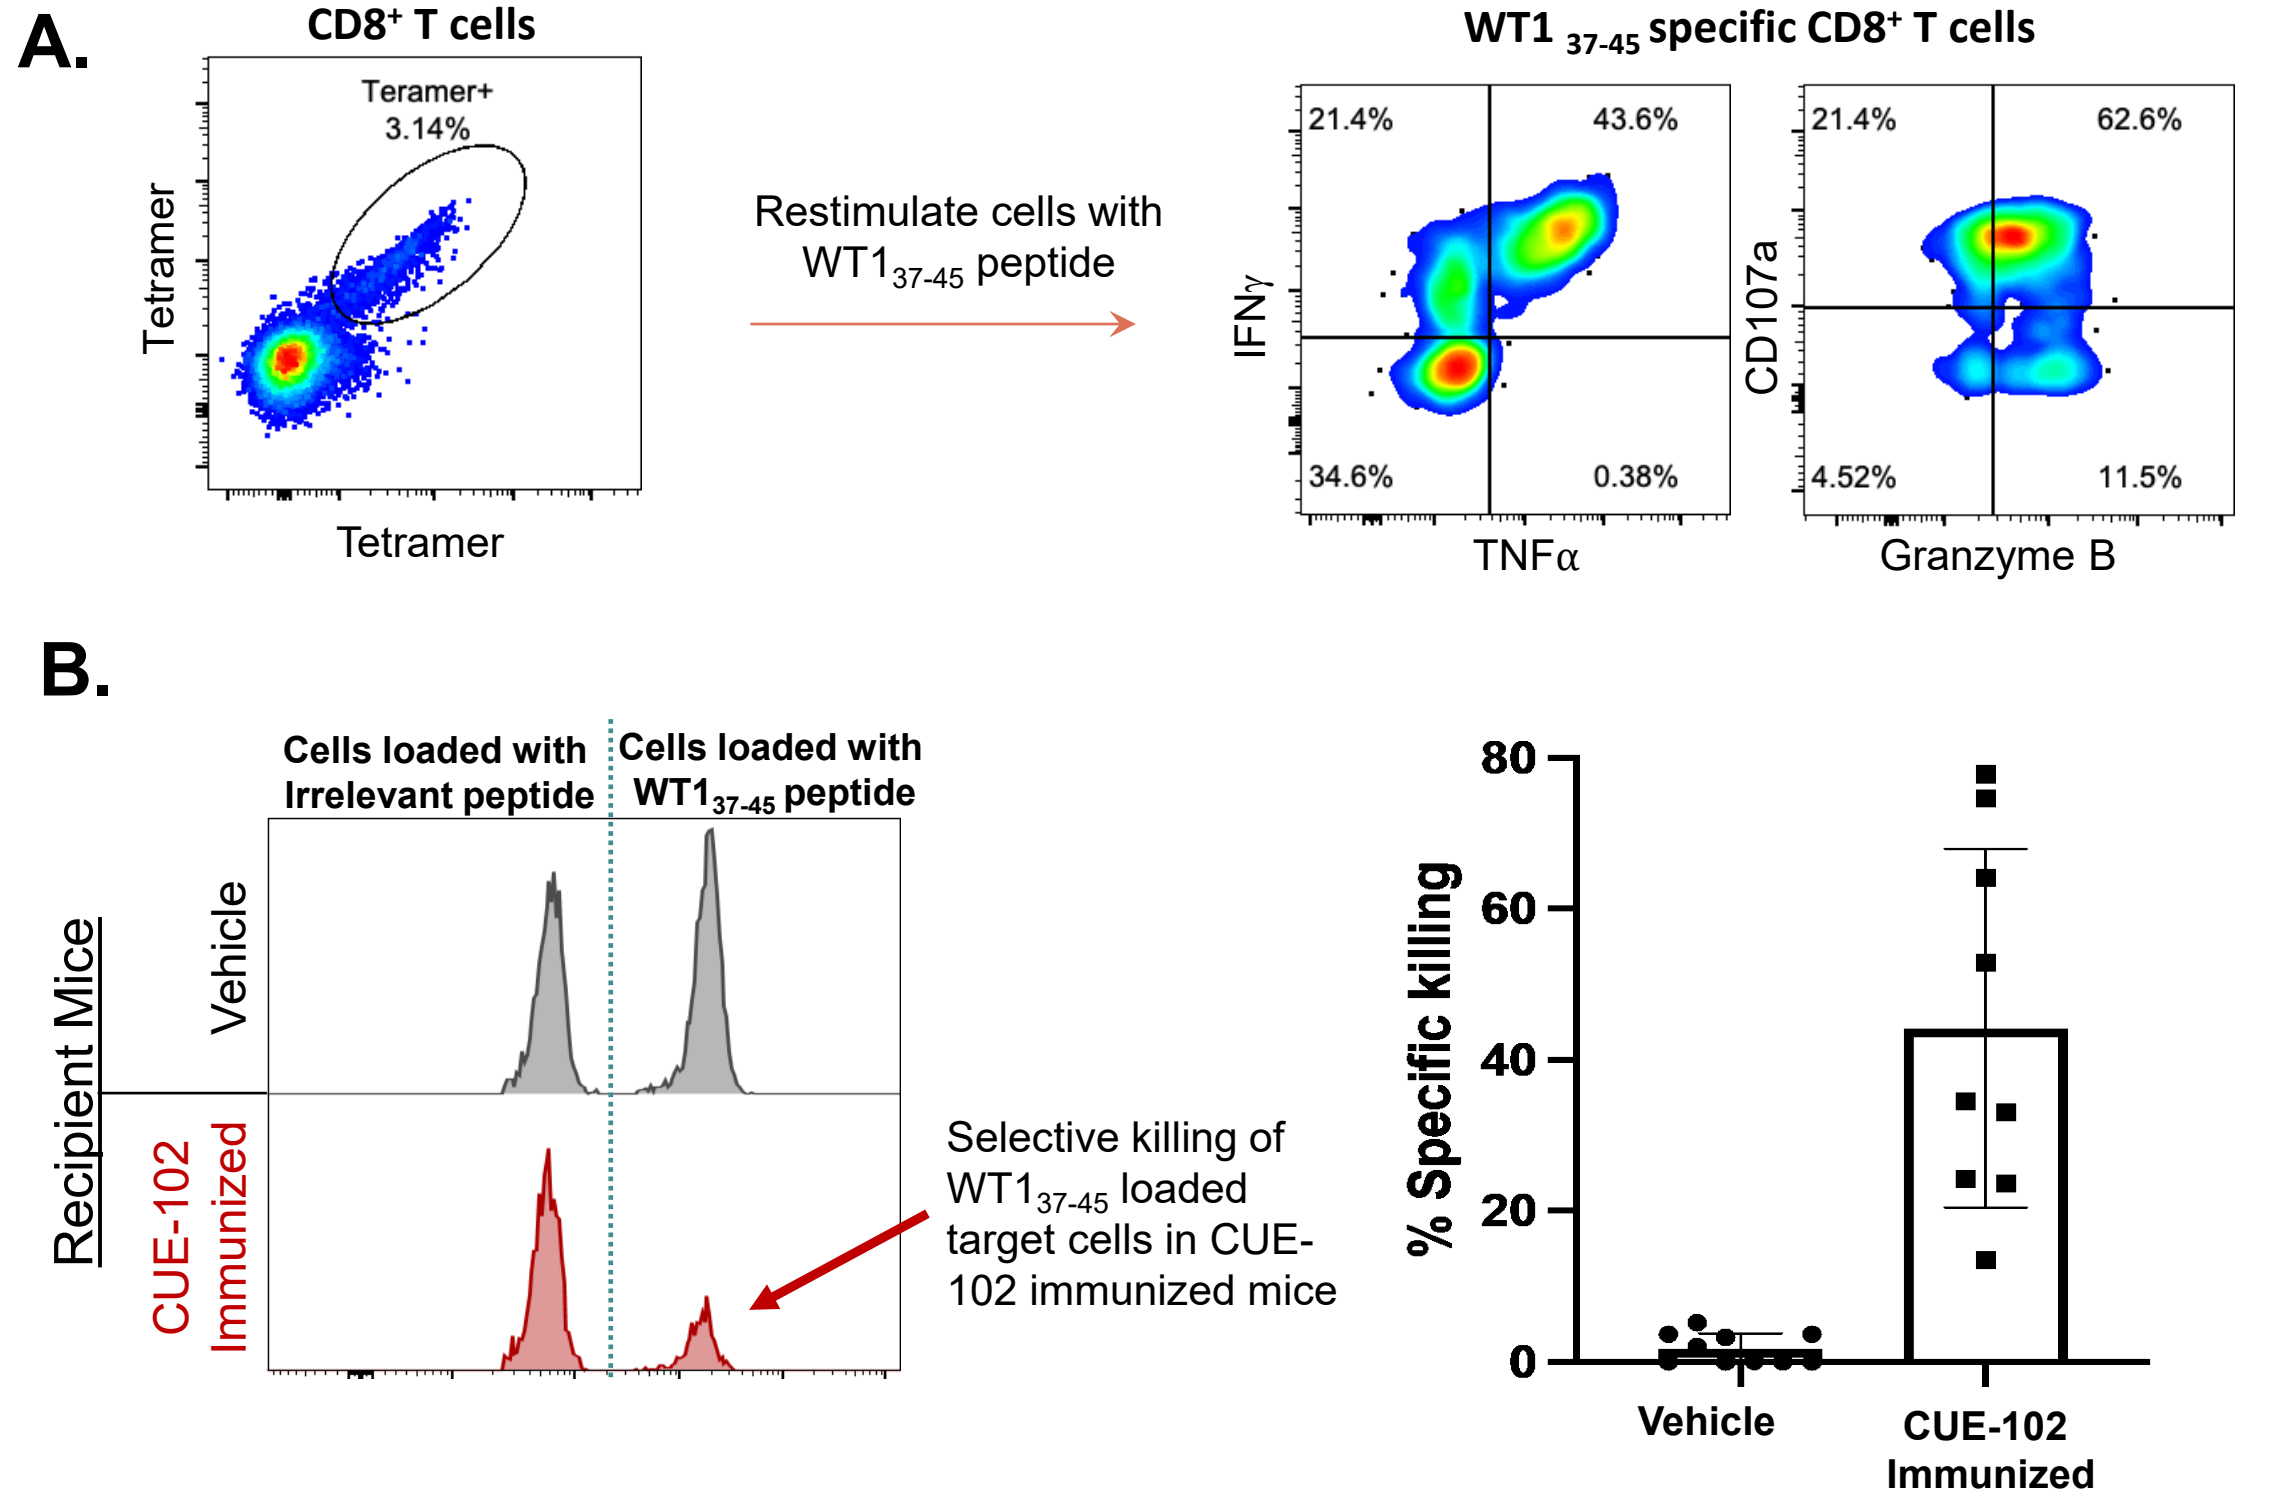 A.
CD8⁺ T cells
Teramer+
3.14%
Tetramer
Tetramer
Restimulate cells with
WT1₃₇₋₄₅ peptide
WT1 ₃₇₋₄₅ specific CD8⁺ T cells
21.4%
43.6%
34.6%
0.38%
IFNγ
TNFα
21.4%
62.6%
4.52%
11.5%
CD107a
Granzyme B
B.
Cells loaded with
Irrelevant peptide
Cells loaded with
WT1₃₇₋₄₅ peptide
Recipient Mice
Vehicle
CUE-102
Immunized
Selective killing of
WT1₃₇₋₄₅ loaded
target cells in CUE-
102 immunized mice
% Specific killing
80
60
40
20
0
Vehicle
CUE-102
Immunized